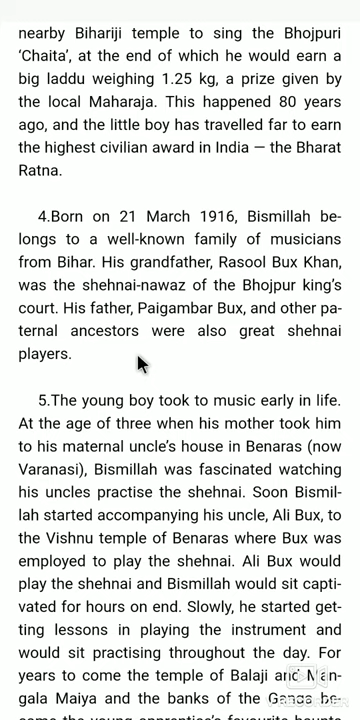 nearby Bihariji temple to sing the Bhojpuri
‘Chaita’, at the end of which he would earn a
big laddu weighing 1.25 kg, a prize given by
the local Maharaja. This happened 80 years
ago, and the little boy has travelled far to earn
the highest civilian award in India — the Bharat
Ratna.
4.Born on 21 March 1916, Bismillah be-
longs to a well-known family of musicians
from Bihar. His grandfather, Rasool Bux Khan,
was the shehnai-nawaz of the Bhojpur king’s
court. His father, Paigambar Bux, and other pa-
ternal ancestors were also great shehnai
players.
5.The young boy took to music early in life.
At the age of three when his mother took him
to his maternal uncle’s house in Benaras (now
Varanasi), Bismillah was fascinated watching
his uncles practise the shehnai. Soon Bismil-
lah started accompanying his uncle, Ali Bux, to
the Vishnu temple of Benaras where Bux was
employed to play the shehnai. Ali Bux would
play the shehnai and Bismillah would sit capti-
vated for hours on end. Slowly, he started get-
ting lessons in playing the instrument and
would sit practising throughout the day. For
years to come the temple of Balaji and Man-
gala Maiya and the banks of the Ganga be-
came the young apprentice’s favourite haunts